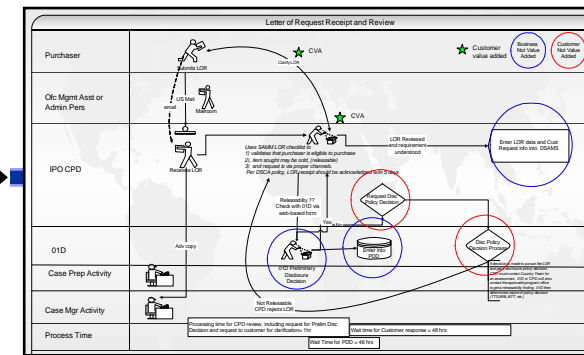 Letter of Request Receipt and Review
Purchaser
Submits LOR
CVA
Clarify LOR
Customer
value added
Business
Not Value
Added
Customer
Not Value
Added
Ofc Mgmt Asst or
Admin Pers
email
US Mail
Mailroom
CVA
IPO CPD
Receives LOR
Uses SAMM LOR checklist to
1) validates that purchaser is eligible to purchase
2). item sought may be sold, (releasable)
3) and request is via proper channels.
Per DSCA policy, LOR receipt should be acknowledged with 5 days
LOR Reviewed
and requirement
understood
Enter LOR data and Cust
Request info into DSAMS
Releasability ??
Check with 01D via
web-based form
Request Disc
Policy Decision
Yes
No
01D
Adv copy
01D Preliminary
Disclosure
Decision
Enter into
PDD
Disc Policy
Decision Process
Case Prep Activity
Not Releasable
CPD rejects LOR
Case Mgr Activity
Process Time
Processing time for CPD review, including request for Prelim Disc
Decision and request to customer for clarification= 1hr
Wait time for Customer response = 48 hrs
Wait Time for PDD = 48 hrs